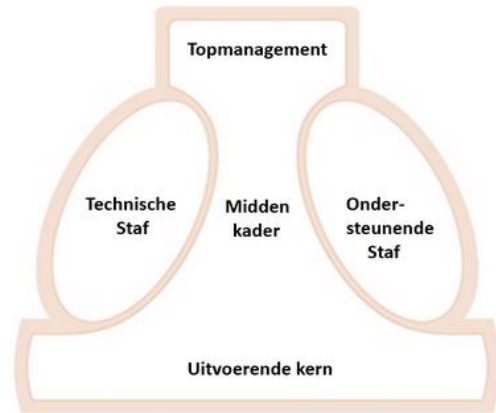 Topmanagement
Technische
Staf
Midden
kader
Onder-
steunende
Staf
Uitvoerende kern